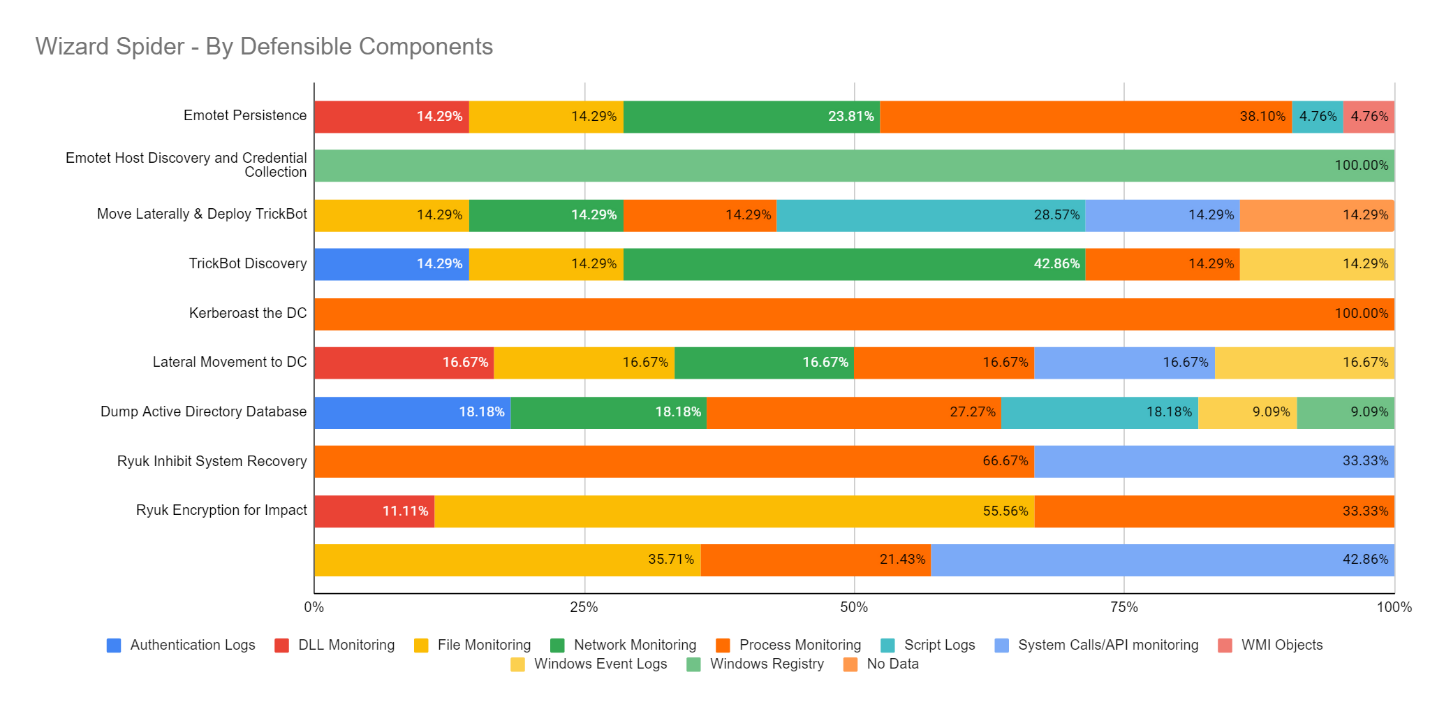 Wizard Spider - By Defensible Components
Emotet Persistence
14.29% 14.29% 23.81% 38.10% 4.76% 4.76%
Emotet Host Discovery and Credential
Collection
100.00%
Move Laterally & Deploy TrickBot
14.29% 14.29% 14.29% 28.57% 14.29% 14.29%
TrickBot Discovery
14.29% 14.29% 42.86% 14.29% 14.29%
Kerberoast the DC
100.00%
Lateral Movement to DC
16.67% 16.67% 16.67% 16.67% 16.67% 16.67%
Dump Active Directory Database
18.18% 18.18% 27.27% 18.18% 9.09% 9.09%
Ryuk Inhibit System Recovery
66.67% 33.33%
Ryuk Encryption for Impact
11.11% 55.56% 33.33%
35.71% 21.43% 42.86%
0% 25% 50% 75% 100%
Authentication Logs DLL Monitoring File Monitoring Network Monitoring Process Monitoring Script Logs System Calls/API monitoring WMI Objects
Windows Event Logs Windows Registry No Data